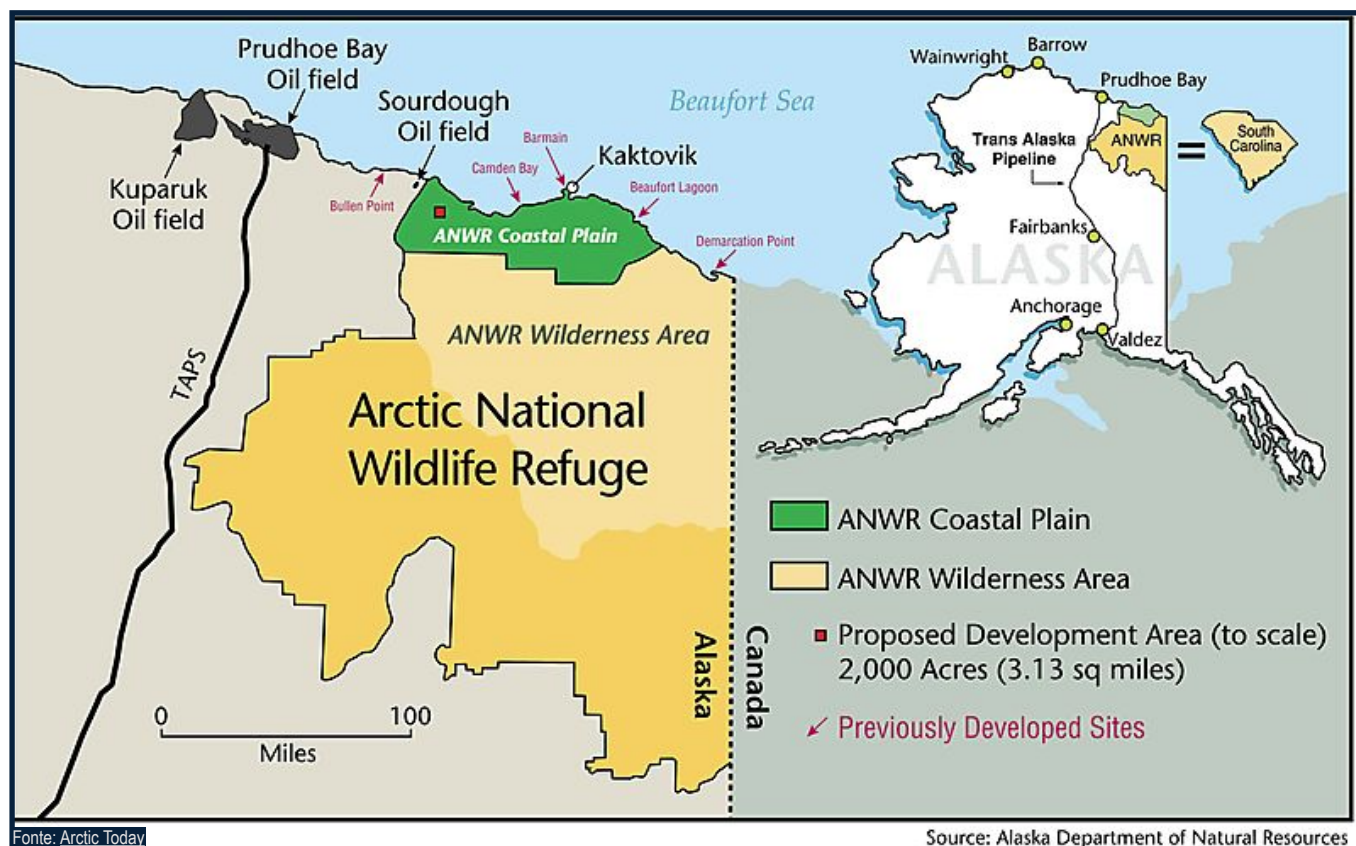 Prudhoe Bay
Oil field
Sourdough
Oil field
Kuparuk
Oil field
Bullen Point
Camden Bay
Barmain
Kaktovik
Beaufort Lagoon
Demarcation Point
Beaufort Sea
ANWR Coastal Plain
ANWR Wilderness Area
Arctic National
Wildlife Refuge
TAPS
0 100
Miles
Alaska
Canada
Wainwright
Barrow
Prudhoe Bay
Trans Alaska
Pipeline
ANWR
=
South
Carolina
Fairbanks
ALASKA
Anchorage
Valdez
ANWR Coastal Plain
ANWR Wilderness Area
Proposed Development Area (to scale)
2,000 Acres (3.13 sq miles)
Previously Developed Sites
Fonte: Arctic Today
Source: Alaska Department of Natural Resources